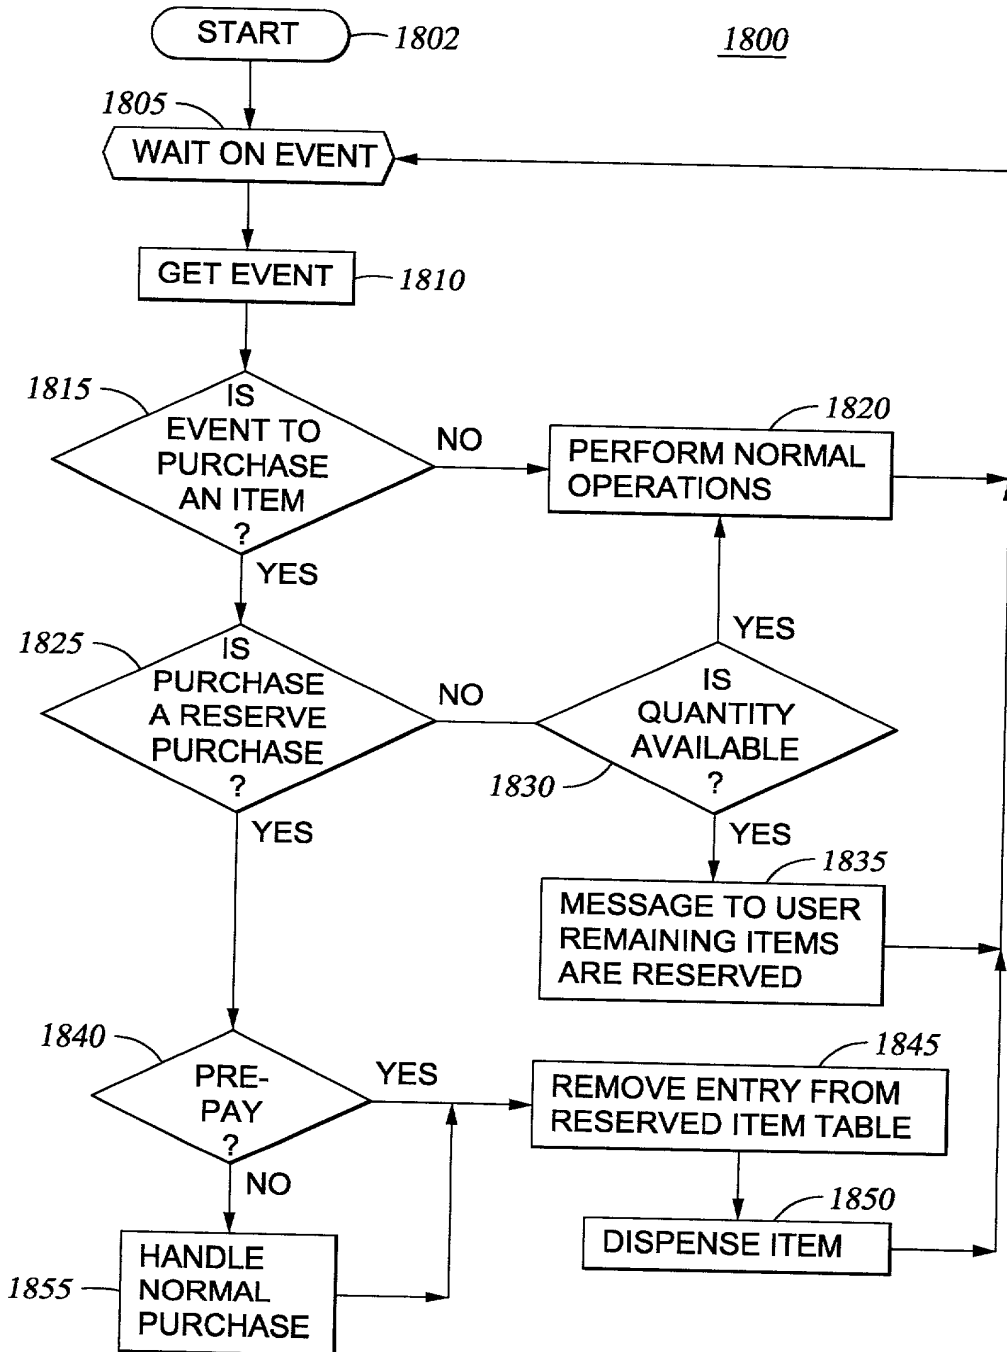 START
1802
1800
1805
WAIT ON EVENT
GET EVENT
1810
1815
IS
EVENT TO
PURCHASE
AN ITEM
?
NO
YES
1820
PERFORM NORMAL
OPERATIONS
1825
IS
PURCHASE
A RESERVE
PURCHASE
?
NO
YES
YES
IS
QUANTITY
AVAILABLE
?
1830
YES
1835
MESSAGE TO USER
REMAINING ITEMS
ARE RESERVED
1840
PRE-
PAY
?
YES
NO
1845
REMOVE ENTRY FROM
RESERVED ITEM TABLE
1850
DISPENSE ITEM
HANDLE
NORMAL
PURCHASE
1855